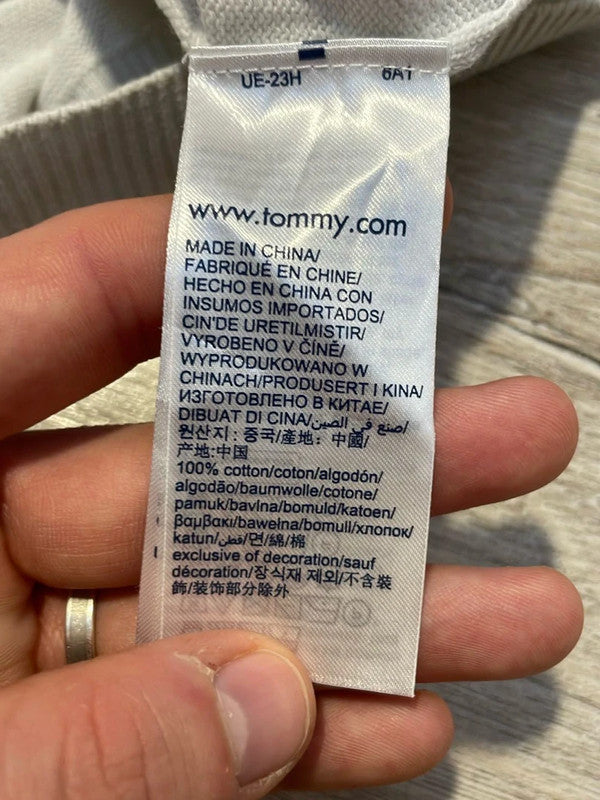 UE-23H 6A1
www.tommy.com
MADE IN CHINA/
FABRIQUÉ EN CHINE/
HECHO EN CHINA CON
INSUMOS IMPORTADOS/
CIN'DE URETILMISTIR/
VYROBENO V ČÍNĚ/
WYPRODUKOWANO W
CHINACH/PRODUSERT I KINA/
ИЗГОТОВЛЕНО В КИТАЕ/
DIBUAT DI CINA/صنع في الصين/
원산지: 중국/產地: 中國/
产地:中国
100% cotton/coton/algodón/
algodão/baumwolle/cotone/
pamuk/bavlna/bomuld/katoen/
βαμβακι/bawełna/bomull/хлопок/
katun/قطن/면/綿/棉
exclusive of decoration/sauf
décoration/장식재 제외/不含裝
飾/装饰部分除外